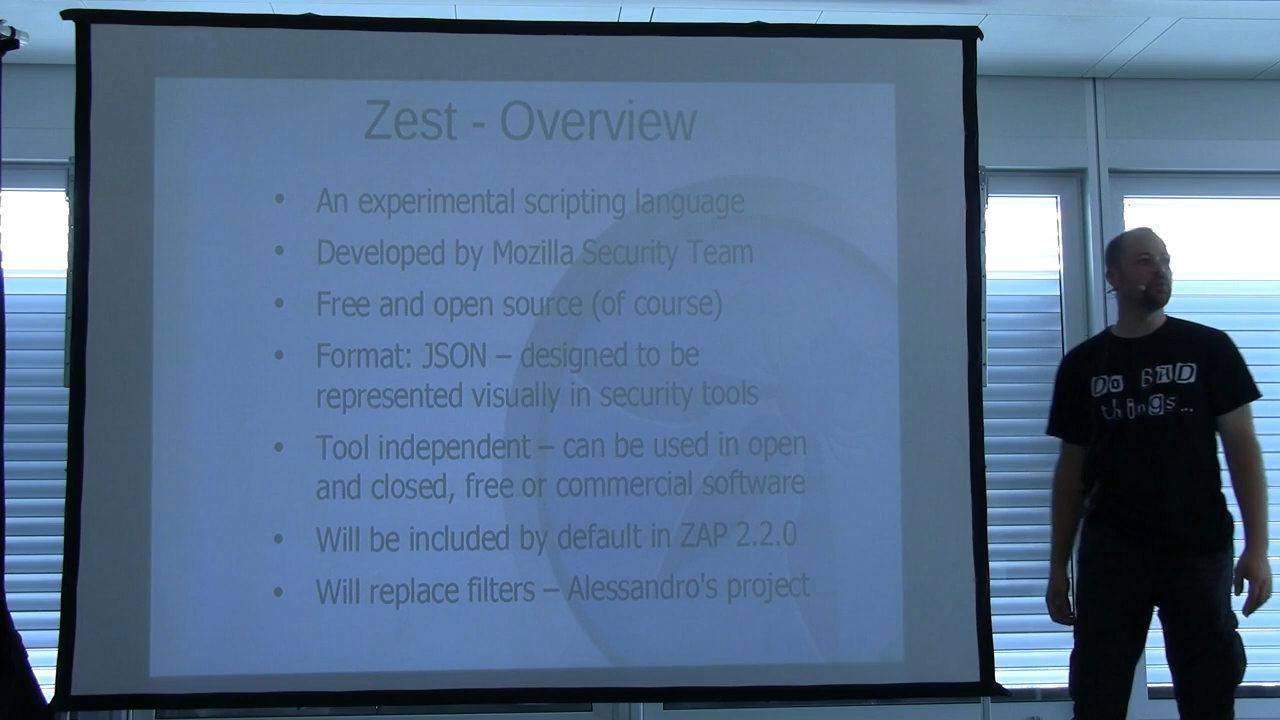 Zest - Overview
• An experimental scripting language
• Developed by Mozilla Security Team
• Free and open source (of course)
• Format: JSON – designed to be
represented visually in security tools
• Tool independent – can be used in open
and closed, free or commercial software
• Will be included by default in ZAP 2.2.0
• Will replace filters – Alessandro's project
Do BAD
things...